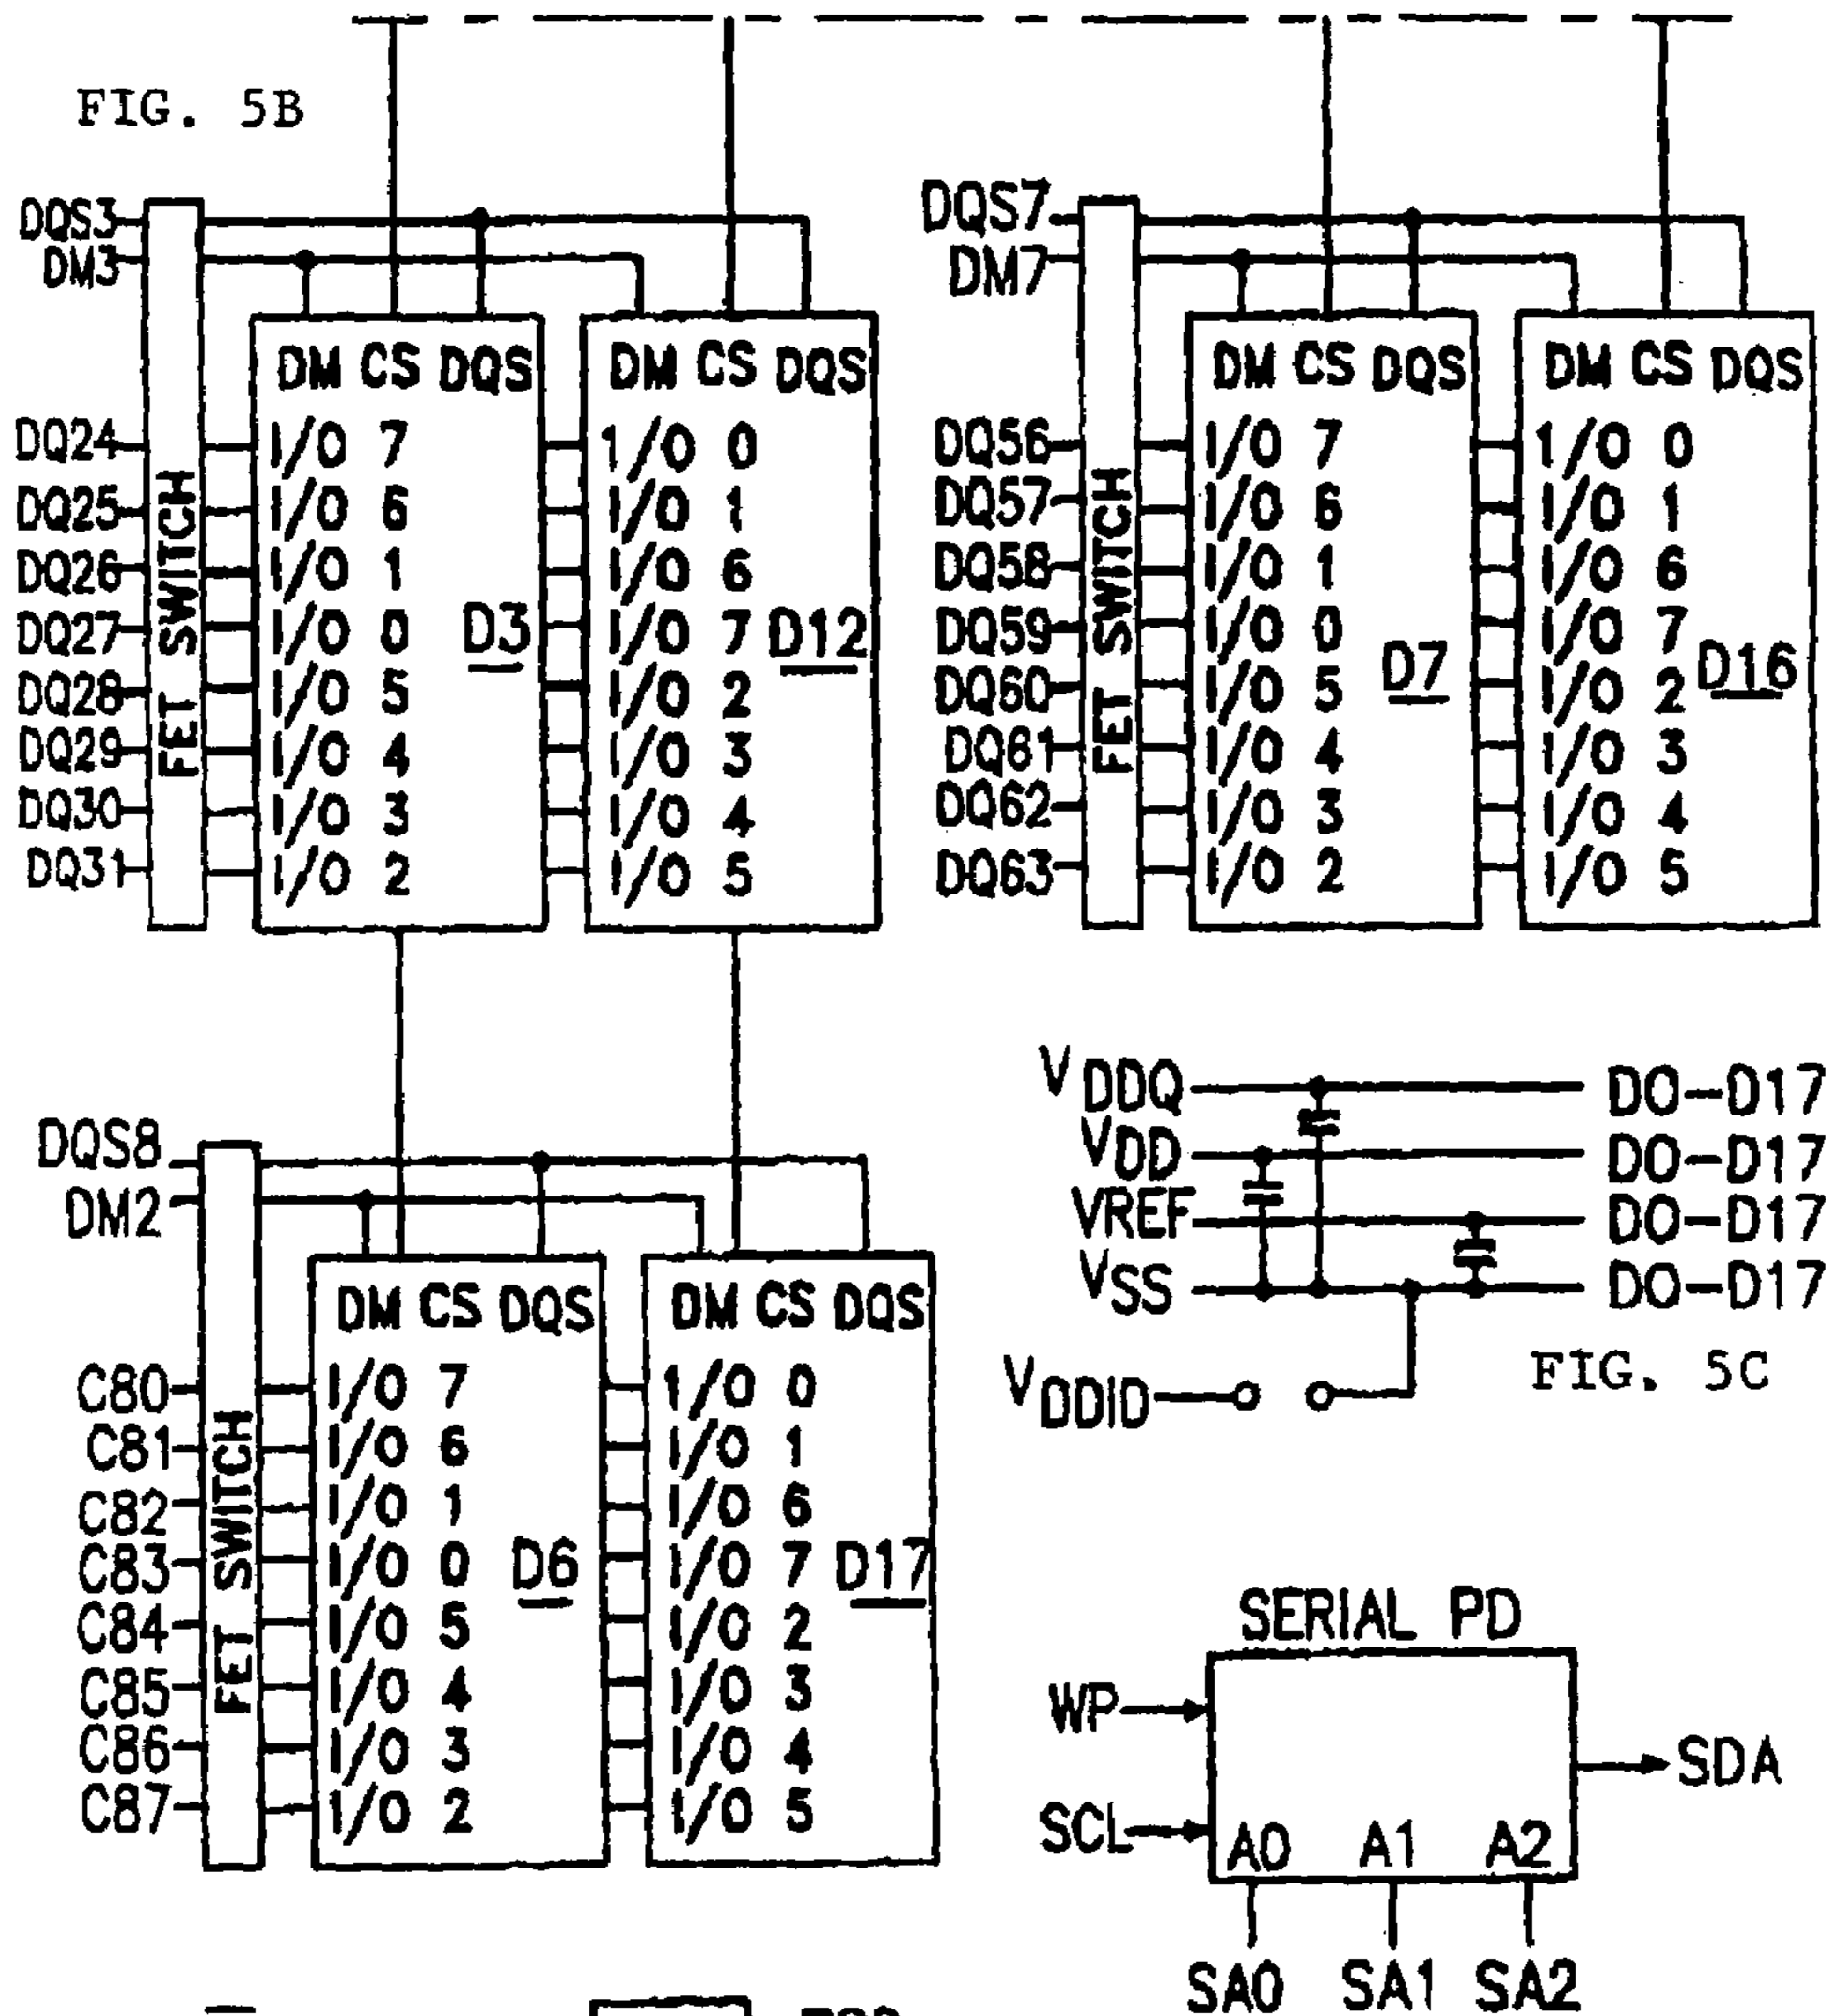 FIG. 5B
DQS3
DM3
DM CS DQS
DM CS DQS
DQ24
DQ25
DQ26
DQ27
DQ28
DQ29
DQ30
DQ31
FET SWITCH
I/O 7
I/O 6
I/O 1
I/O 0
I/O 5
I/O 4
I/O 3
I/O 2
D3
I/O 0
I/O 1
I/O 6
I/O 7
I/O 2
I/O 3
I/O 4
I/O 5
D12
DQS7
DM7
DM CS DQS
DM CS DQS
DQ56
DQ57
DQ58
DQ59
DQ60
DQ61
DQ62
DQ63
FET SWITCH
I/O 7
I/O 6
I/O 1
I/O 0
I/O 5
I/O 4
I/O 3
I/O 2
D7
I/O 0
I/O 1
I/O 6
I/O 7
I/O 2
I/O 3
I/O 4
I/O 5
D16
DQS8
DM2
DM CS DQS
DM CS DQS
C80
C81
C82
C83
C84
C85
C86
C87
FET SWITCH
I/O 7
I/O 6
I/O 1
I/O 0
I/O 5
I/O 4
I/O 3
I/O 2
D6
I/O 0
I/O 1
I/O 6
I/O 7
I/O 2
I/O 3
I/O 4
I/O 5
D17
VDDQ DO-D17
VDD DO-D17
VREF DO-D17
VSS DO-D17
VDDID
FIG. 5C
SERIAL PD
WP
SCL
SDA
A0 A1 A2
SA0 SA1 SA2